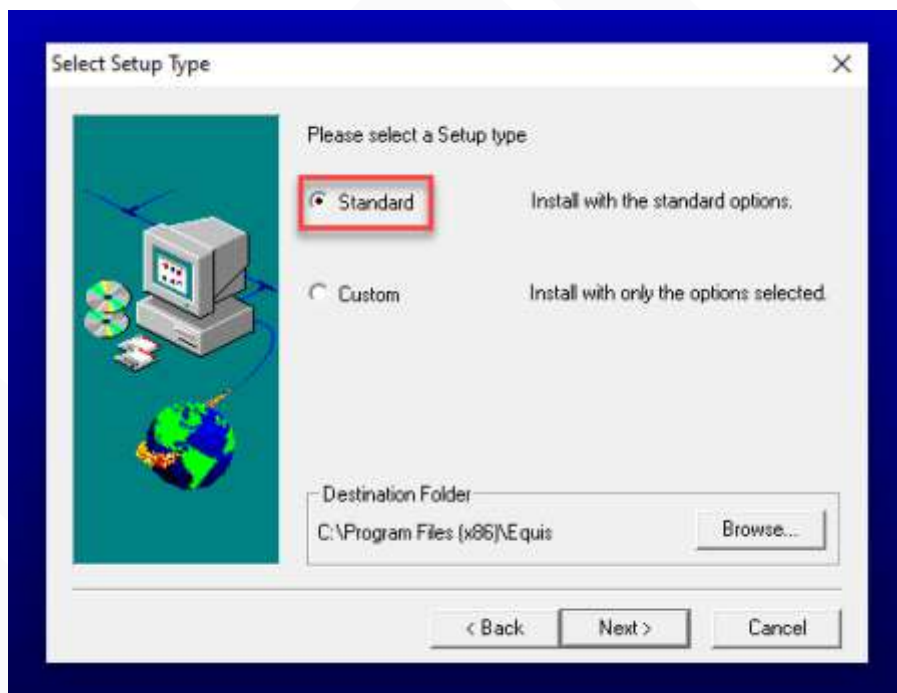 Select Setup Type
Please select a Setup type
Standard Install with the standard options.
Custom Install with only the options selected.
Destination Folder
C:\Program Files (x86)\Equis Browse...
< Back Next > Cancel